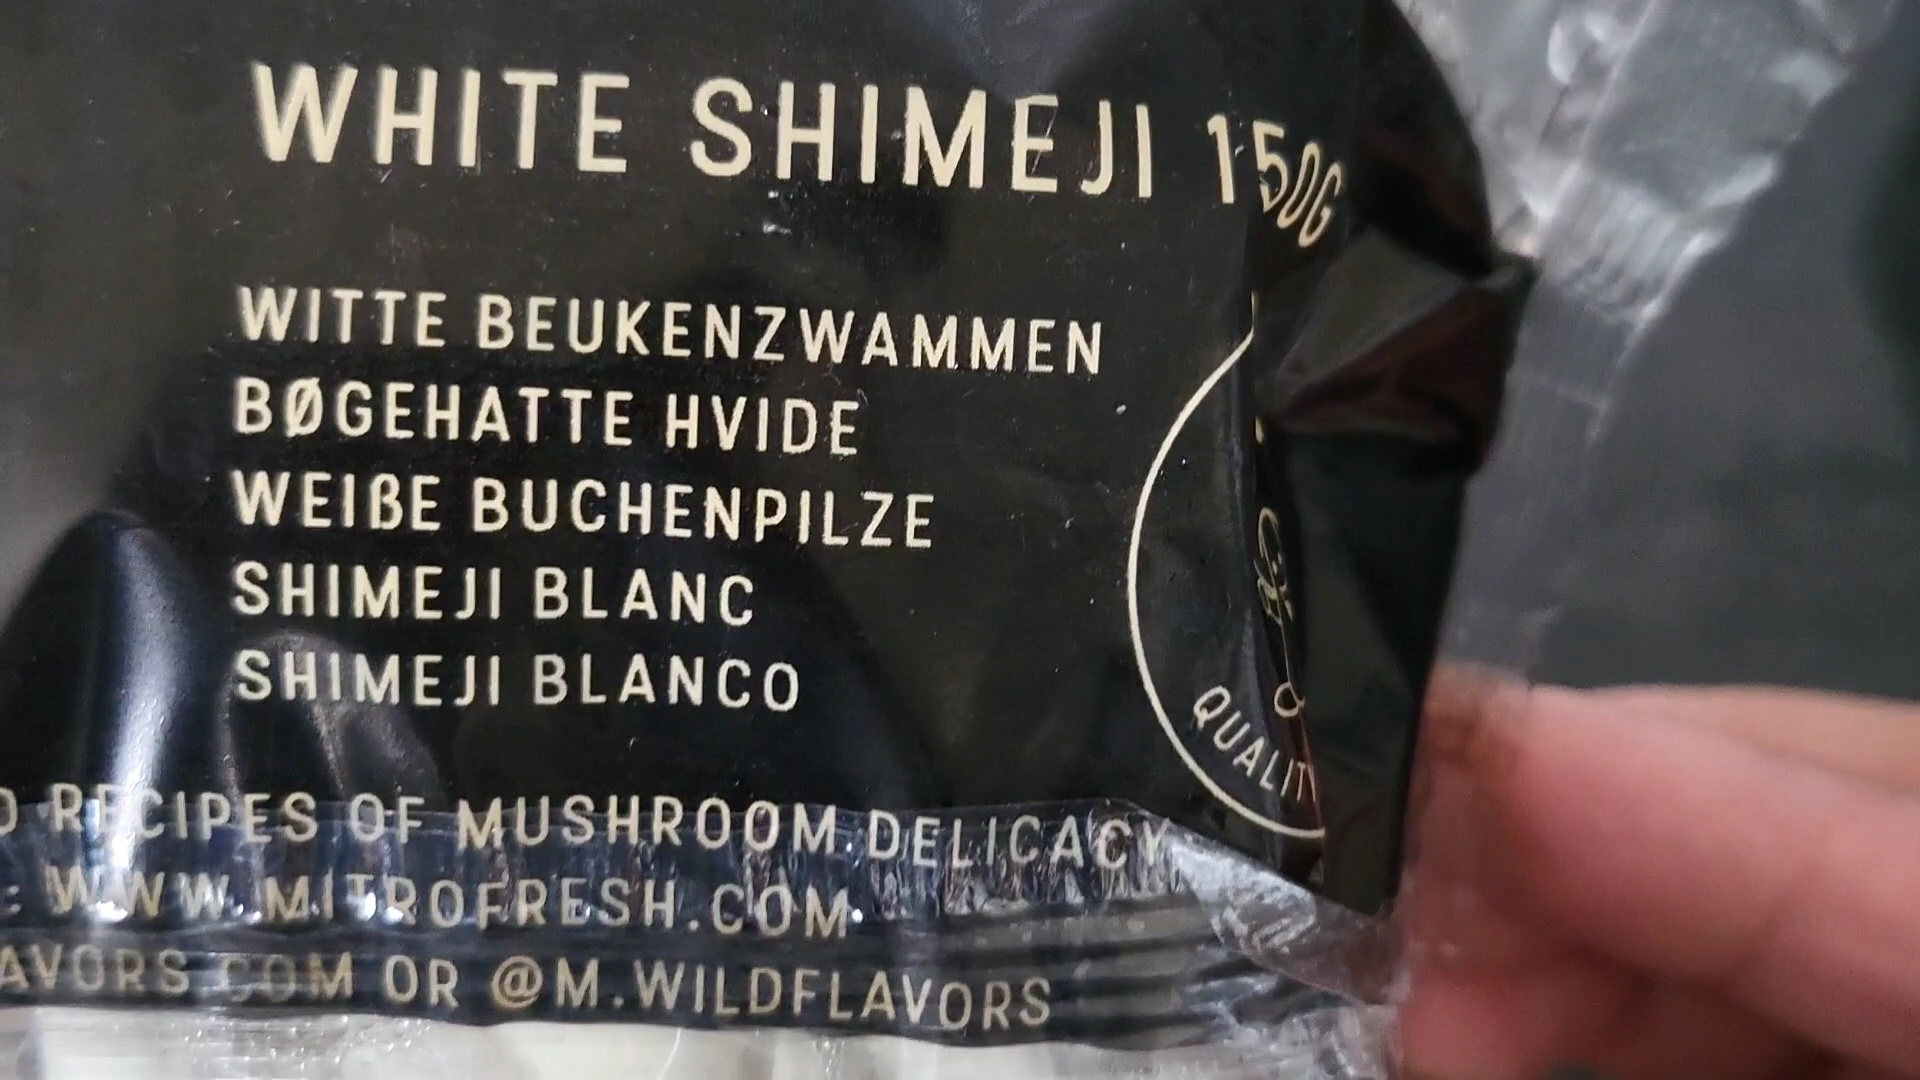 WHITE SHIMEJI 150G
WITTE BEUKENZWAMMEN
BØGEHATTE HVIDE
WEIßE BUCHENPILZE
SHIMEJI BLANC
SHIMEJI BLANCO
QUALIT
RECIPES OF MUSHROOM DELICACY
: WWW.MITROFRESH.COM
AVORS.COM OR @M.WILDFLAVORS